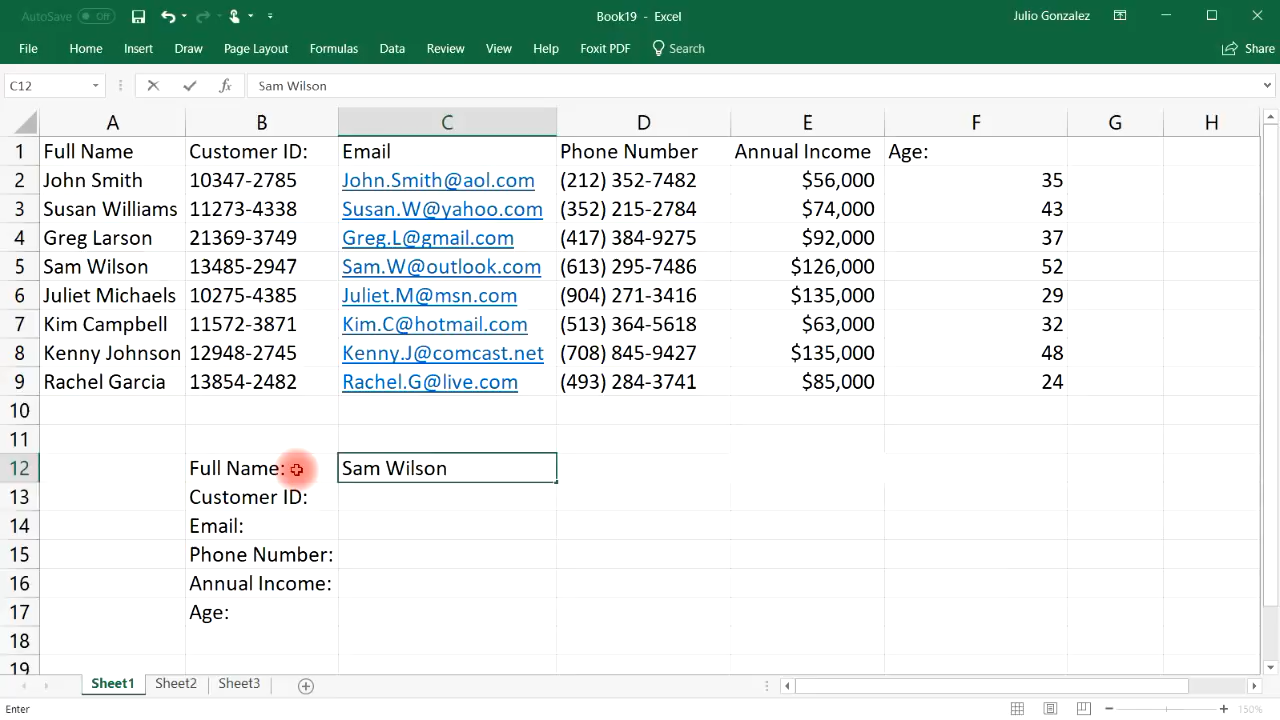 AutoSave Off Book19 - Excel Julio Gonzalez
File Home Insert Draw Page Layout Formulas Data Review View Help Foxit PDF Search Share
C12 fx Sam Wilson
A B C D E F G H
1 Full Name Customer ID: Email Phone Number Annual Income Age:
2 John Smith 10347-2785 John.Smith@aol.com (212) 352-7482 $56,000 35
3 Susan Williams 11273-4338 Susan.W@yahoo.com (352) 215-2784 $74,000 43
4 Greg Larson 21369-3749 Greg.L@gmail.com (417) 384-9275 $92,000 37
5 Sam Wilson 13485-2947 Sam.W@outlook.com (613) 295-7486 $126,000 52
6 Juliet Michaels 10275-4385 Juliet.M@msn.com (904) 271-3416 $135,000 29
7 Kim Campbell 11572-3871 Kim.C@hotmail.com (513) 364-5618 $63,000 32
8 Kenny Johnson 12948-2745 Kenny.J@comcast.net (708) 845-9427 $135,000 48
9 Rachel Garcia 13854-2482 Rachel.G@live.com (493) 284-3741 $85,000 24
10
11
12 Full Name: Sam Wilson
13 Customer ID:
14 Email:
15 Phone Number:
16 Annual Income:
17 Age:
18
19
Sheet1 Sheet2 Sheet3
Enter 150%